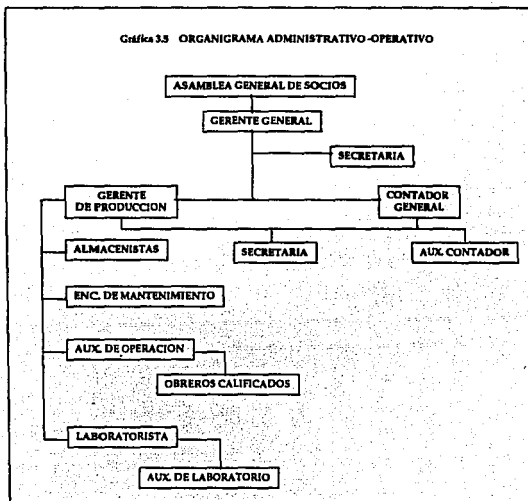 Gráfica 3.5 ORGANIGRAMA ADMINISTRATIVO-OPERATIVO
ASAMBLEA GENERAL DE SOCIOS
GERENTE GENERAL
SECRETARIA
GERENTE
DE PRODUCCION
CONTADOR
GENERAL
ALMACENISTAS
SECRETARIA
AUX. CONTADOR
ENC. DE MANTENIMIENTO
AUX. DE OPERACION
OBREROS CALIFICADOS
LABORATORISTA
AUX. DE LABORATORIO